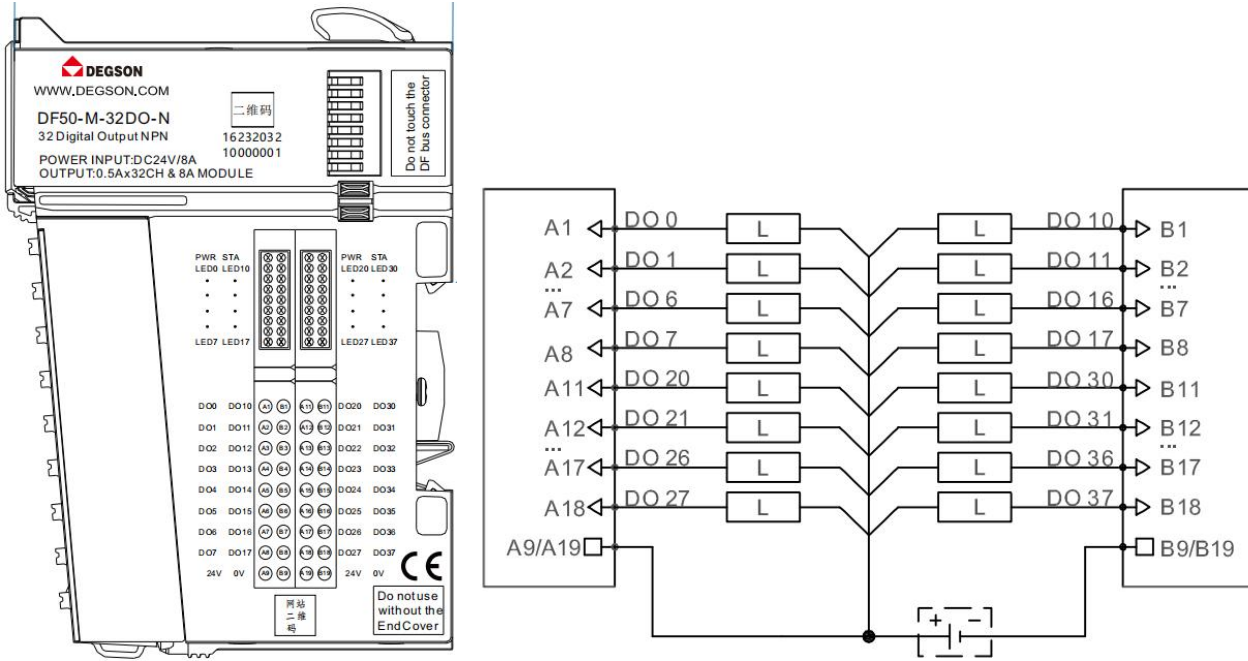 DEGSON
WWW.DEGSON.COM
DF50-M-32DO-N
32 Digital Output NPN
POWER INPUT:DC24V/8A
OUTPUT:0.5Ax32CH & 8A MODULE
二维码
16232032
10000001
Do not touch the
DF bus connector
PWR STA
LED0 LED10
LED7 LED17
PWR STA
LED20 LED30
LED27 LED37
DO0 DO10 A1 B1 A11 B11 DO20 DO30
DO1 DO11 A2 B2 A12 B12 DO21 DO31
DO2 DO12 A3 B3 A13 B13 DO22 DO32
DO3 DO13 A4 B4 A14 B14 DO23 DO33
DO4 DO14 A5 B5 A15 B15 DO24 DO34
DO5 DO15 A6 B6 A16 B16 DO25 DO35
DO6 DO16 A7 B7 A17 B17 DO26 DO36
DO7 DO17 A8 B8 A18 B18 DO27 DO37
24V 0V A9 B9 A19 B19 24V 0V
CE
网站
二维
码
Do not use
without the
End Cover
A1 DO 0 L L DO 10 B1
A2 DO 1 L L DO 11 B2
... ...
A7 DO 6 L L DO 16 B7
A8 DO 7 L L DO 17 B8
A11 DO 20 L L DO 30 B11
A12 DO 21 L L DO 31 B12
... ...
A17 DO 26 L L DO 36 B17
A18 DO 27 L L DO 37 B18
A9/A19 B9/B19
+ −